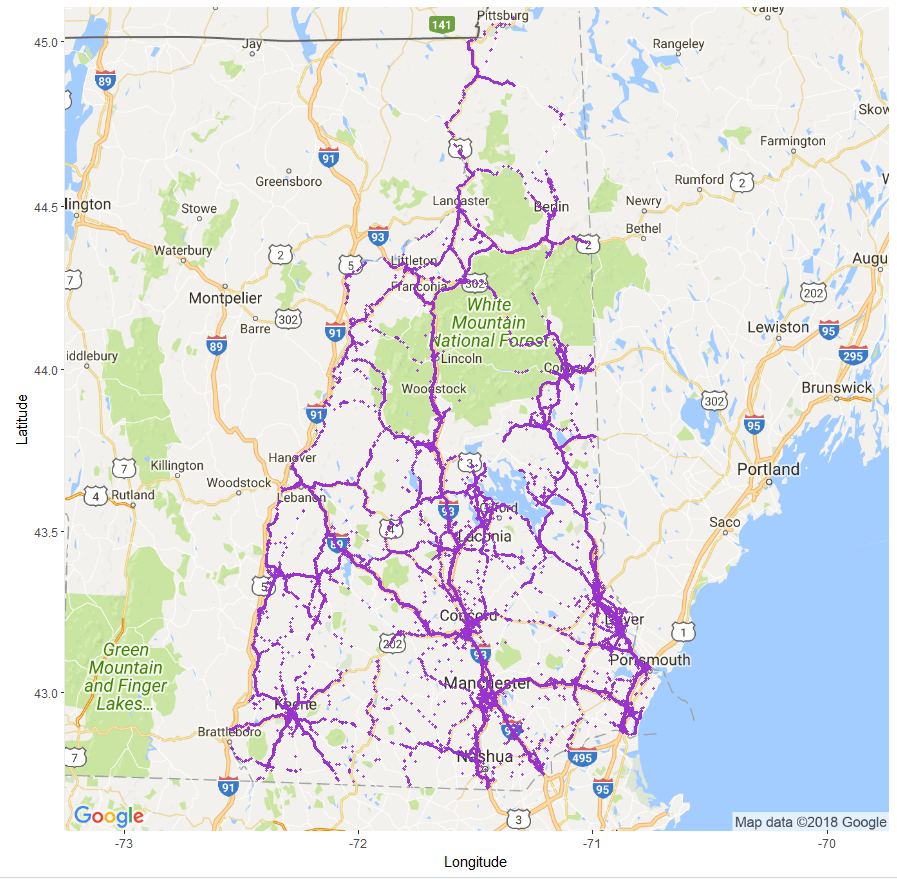 Pittsburg
Valley
141
45.0
Jay
Rangeley
89
Skow
91
3
Farmington
Greensboro
Rumford
2
44.5
lington
Stowe
Lancaster
Berlin
Newry
Bethel
93
Waterbury
2
2
Littleton
5
7
302
Franconia
Augu
Montpelier
302
202
White
Mountain
National Forest
Barre
91
Lewiston
95
89
iddlebury
295
44.0
Lincoln
Conway
Woodstock
Brunswick
302
91
95
Hanover
3
7
Killington
Portland
4
Rutland
Woodstock
Lebanon
93
Gilford
43.5
Saco
Laconia
89
5
Concord
Dover
1
202
93
Green
Mountain
and Finger
Lakes...
Portsmouth
Manchester
43.0
Keene
Brattleboro
Nashua
7
495
91
95
Google
3
Map data ©2018 Google
-73
-72
-71
-70
Latitude
Longitude